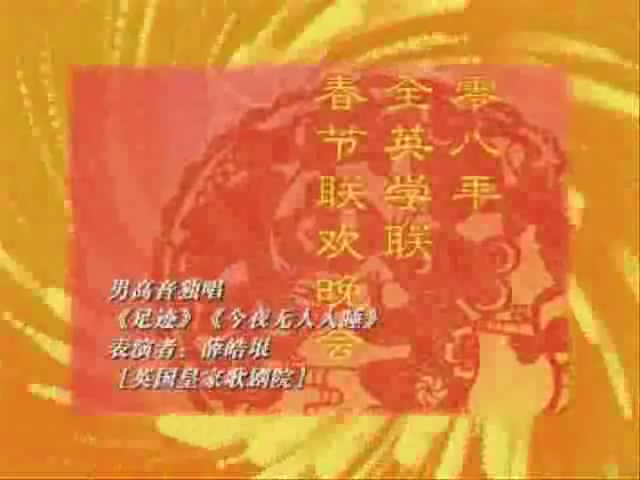 零八年
全英学联
春节联欢晚会
男高音独唱
《足迹》《今夜无人入睡》
表演者：薛皓垠
［英国皇家歌剧院］